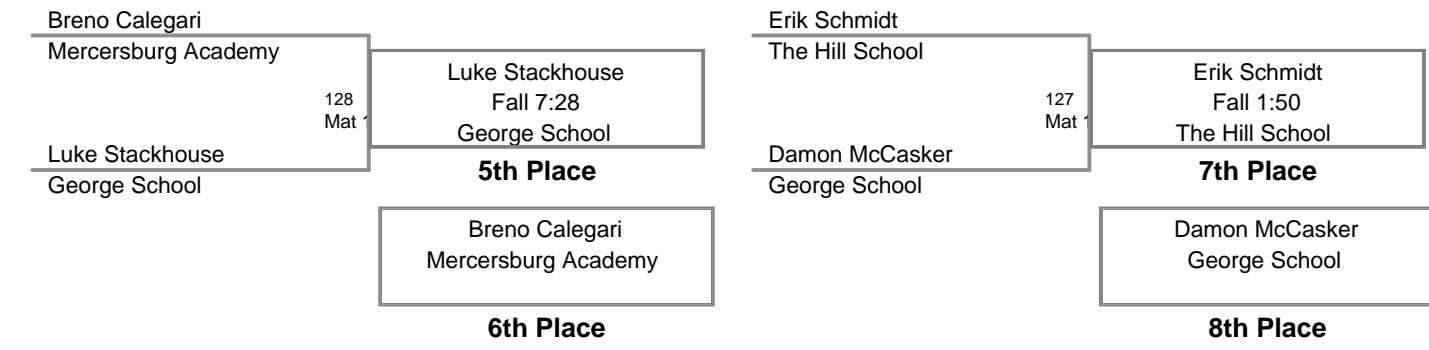 Breno Calegari
Mercersburg Academy
128
Mat 1
Luke Stackhouse
George School
Luke Stackhouse
Fall 7:28
George School
5th Place
Breno Calegari
Mercersburg Academy
6th Place
Erik Schmidt
The Hill School
127
Mat 1
Damon McCasker
George School
Erik Schmidt
Fall 1:50
The Hill School
7th Place
Damon McCasker
George School
8th Place